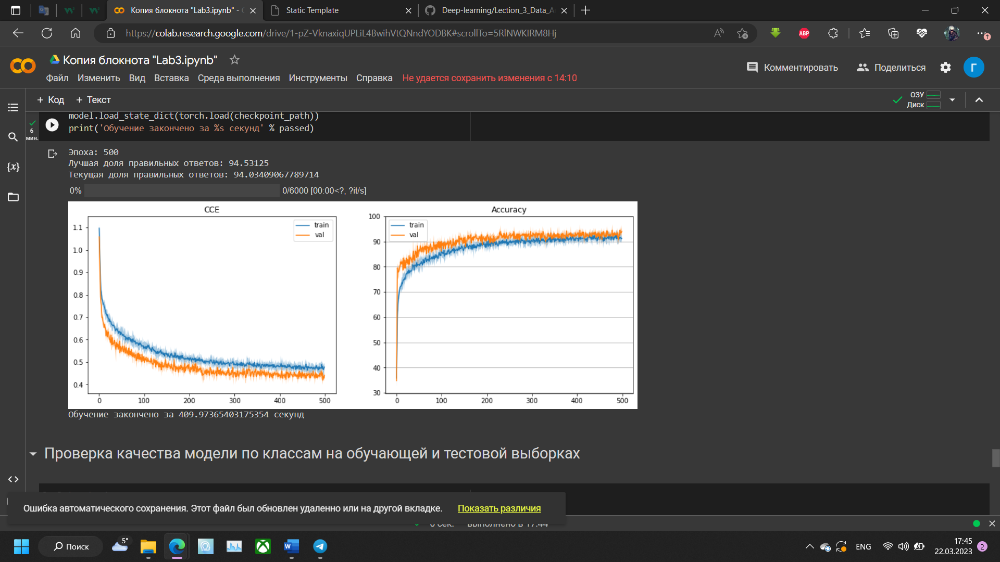 Копия блокнота "Lab3.ipynb" - C
Static Template
Deep-learning/Lection_3_Data_A
https://colab.research.google.com/drive/1-pZ-VknaxiqUPLiL4BwihVtQNndYODBK#scrollTo=5RlNWKIRM8Hj
ABP
Копия блокнота "Lab3.ipynb"
Комментировать
Поделиться
Г
Файл Изменить Вид Вставка Среда выполнения Инструменты Справка Не удается сохранить изменения с 14:10
+ Код + Текст
ОЗУ
Диск
model.load_state_dict(torch.load(checkpoint_path))
print('Обучение закончено за %s секунд' % passed)
6
мин.
{x}
Эпоха: 500
Лучшая доля правильных ответов: 94.53125
Текущая доля правильных ответов: 94.03409067789714
0% 0/6000 [00:00<?, ?it/s]
CCE
train
val
1.1
1.0
0.9
0.8
0.7
0.6
0.5
0.4
0 100 200 300 400 500
Accuracy
train
val
100
90
80
70
60
50
40
30
0 100 200 300 400 500
Обучение закончено за 409.97365403175354 секунд
Проверка качества модели по классам на обучающей и тестовой выборках
Ошибка автоматического сохранения. Этот файл был обновлен удаленно или на другой вкладке. Показать различия
0 сек. выполнено в 17:44
Поиск
5°
ENG
17:45
22.03.2023
2